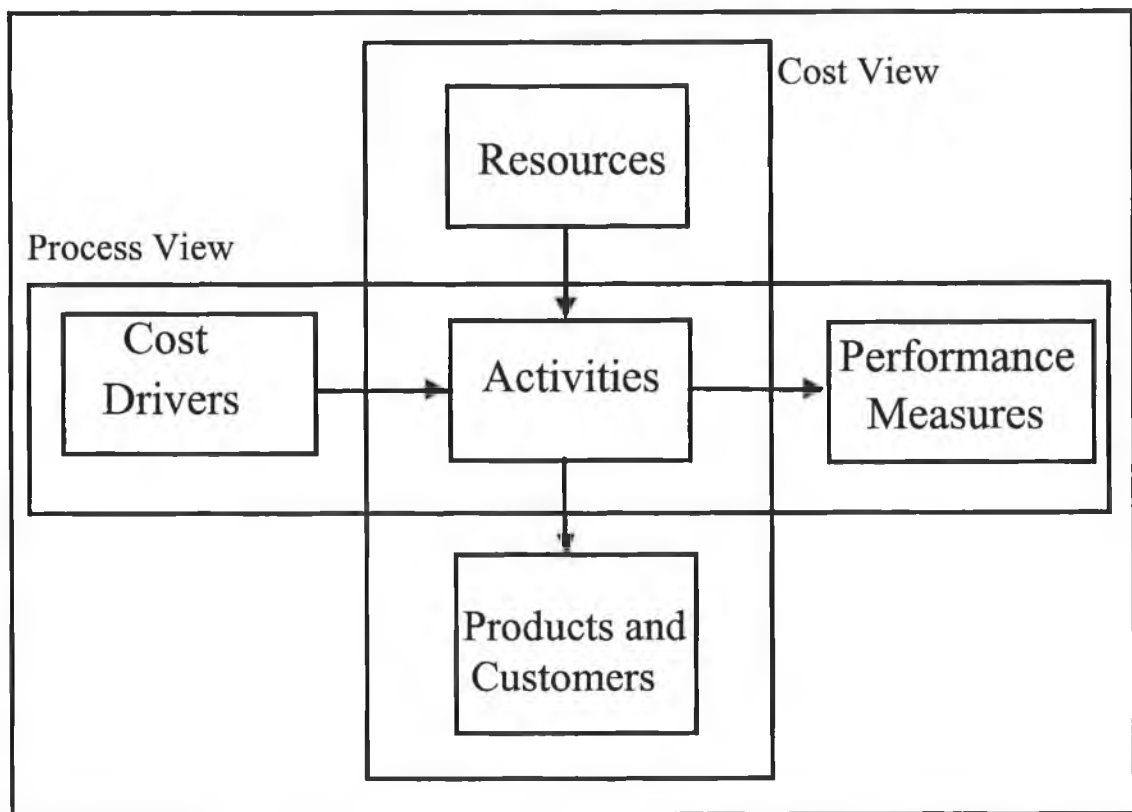 Cost View
Resources
Process View
Cost
Drivers
Activities
Performance
Measures
Products and
Customers